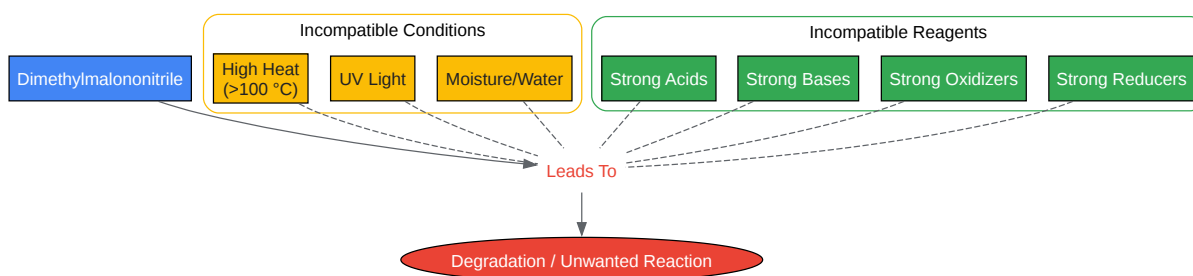 Incompatible Conditions
Incompatible Reagents
Dimethylmalononitrile
High Heat
(>100 °C)
UV Light
Moisture/Water
Strong Acids
Strong Bases
Strong Oxidizers
Strong Reducers
Leads To
Degradation / Unwanted Reaction